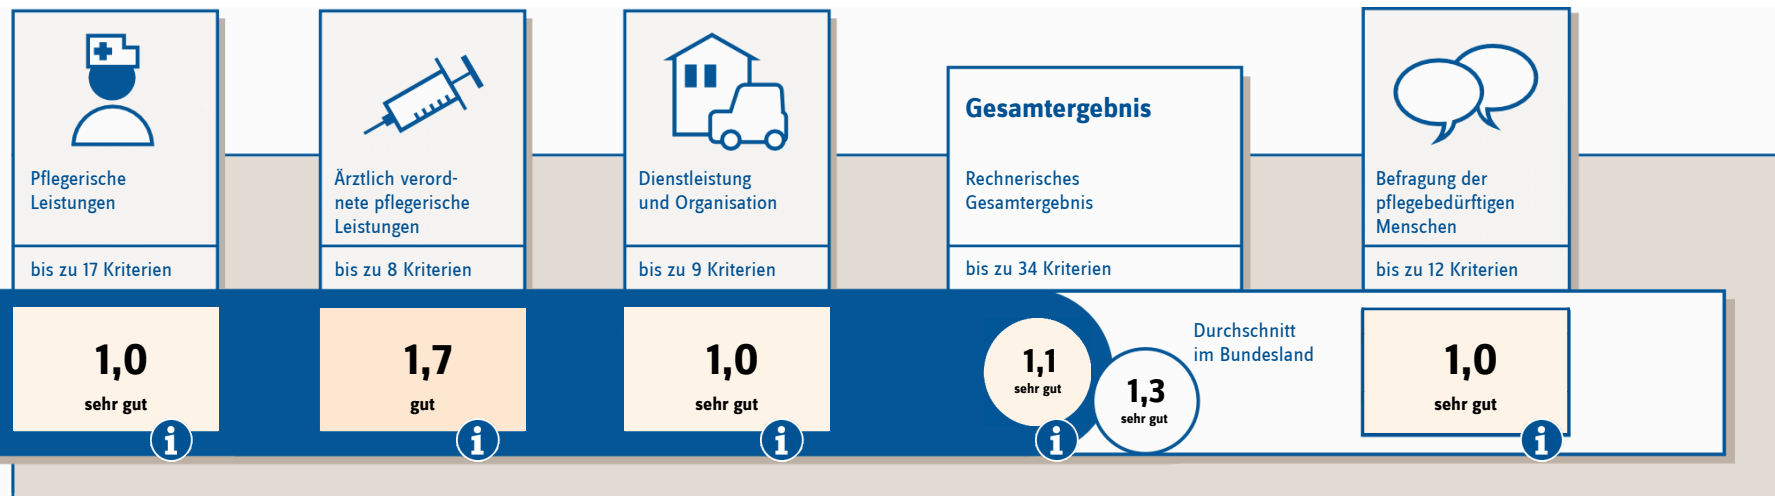 Pflegerische
Leistungen
bis zu 17 Kriterien
1,0
sehr gut
i
Ärztlich verord-
nete pflegerische
Leistungen
bis zu 8 Kriterien
1,7
gut
i
Dienstleistung
und Organisation
bis zu 9 Kriterien
1,0
sehr gut
i
Gesamtergebnis
Rechnerisches
Gesamtergebnis
bis zu 34 Kriterien
1,1
sehr gut
i
1,3
sehr gut
Durchschnitt
im Bundesland
Befragung der
pflegebedürftigen
Menschen
bis zu 12 Kriterien
1,0
sehr gut
i